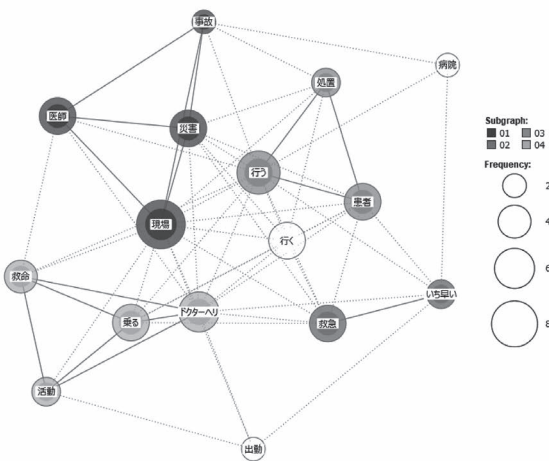 事故
病院
処置
医師
災害
行う
患者
現場
行く
救命
いち早い
乗る
ドクターヘリ
救急
活動
出動
Subgraph:
01 03
02 04
Frequency:
2
4
6
8